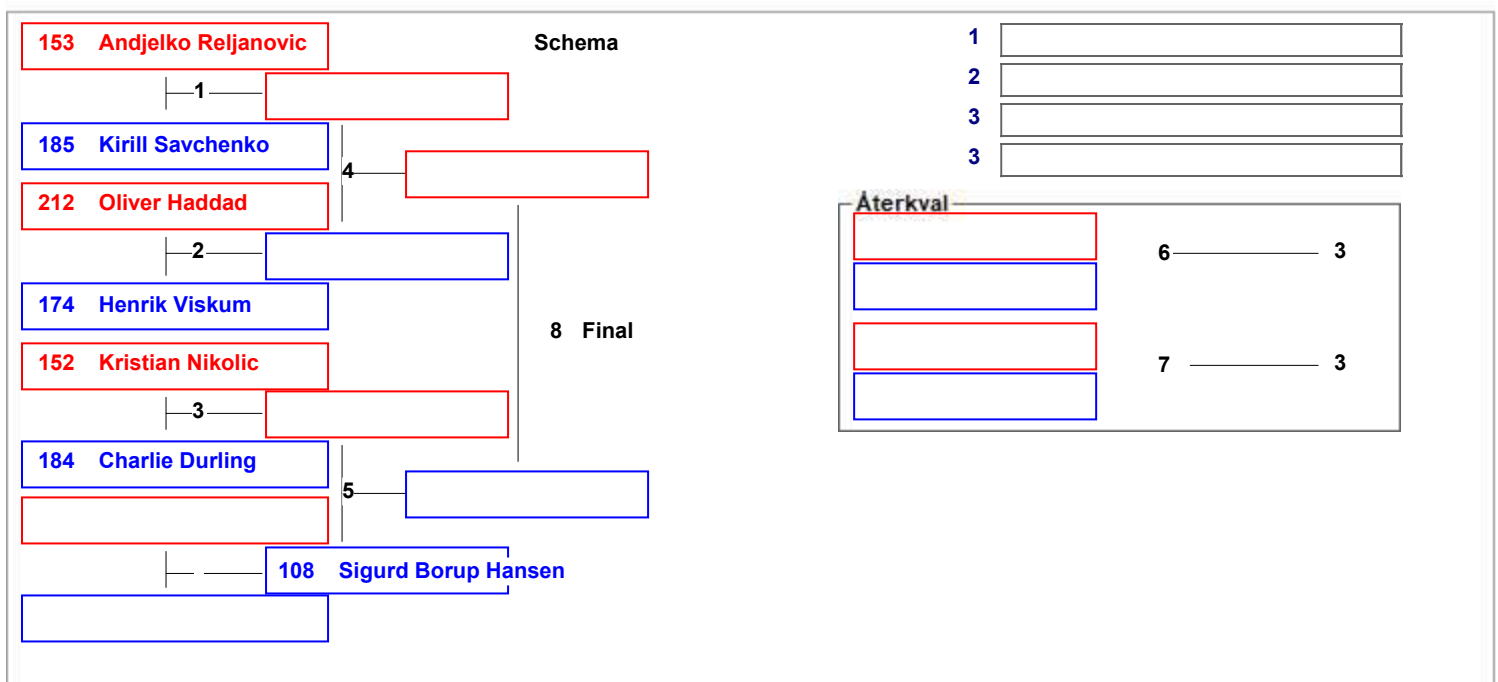 153 Andjelko Reljanovic
Schema
1
185 Kirill Savchenko
4
212 Oliver Haddad
2
174 Henrik Viskum
8 Final
152 Kristian Nikolic
3
184 Charlie Durling
5
108 Sigurd Borup Hansen
1
2
3
3
Återkval
6 3
7 3